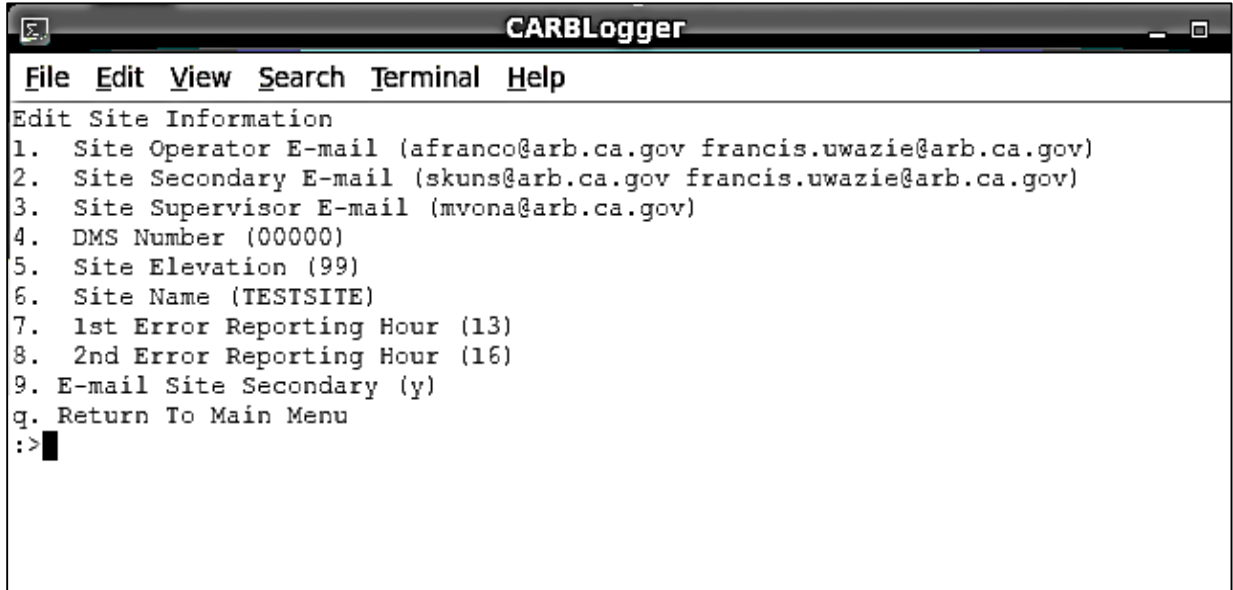 CARBLogger
File Edit View Search Terminal Help
Edit Site Information
1. Site Operator E-mail (afranco@arb.ca.gov francis.uwazie@arb.ca.gov)
2. Site Secondary E-mail (skuns@arb.ca.gov francis.uwazie@arb.ca.gov)
3. Site Supervisor E-mail (mvona@arb.ca.gov)
4. DMS Number (00000)
5. Site Elevation (99)
6. Site Name (TESTSITE)
7. 1st Error Reporting Hour (13)
8. 2nd Error Reporting Hour (16)
9. E-mail Site Secondary (y)
q. Return To Main Menu
:>